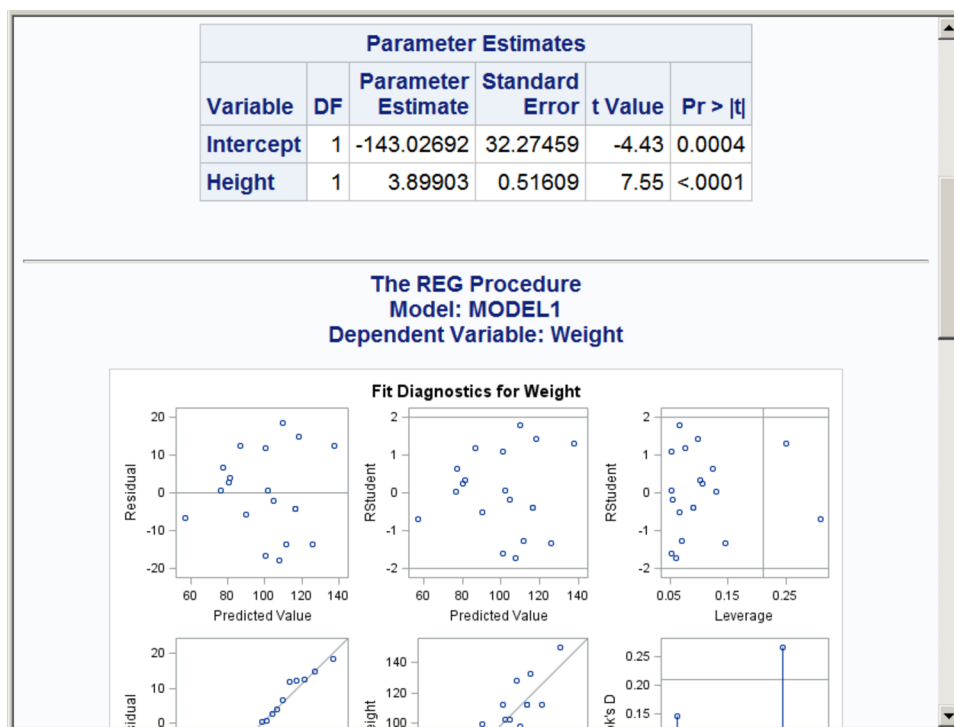 Parameter Estimates
Variable DF Parameter Estimate Standard Error t Value Pr > |t|
Intercept 1 -143.02692 32.27459 -4.43 0.0004
Height 1 3.89903 0.51609 7.55 <.0001
The REG Procedure
Model: MODEL1
Dependent Variable: Weight
Fit Diagnostics for Weight
20
10
0
-10
-20
Residual
60 80 100 120 140
Predicted Value
2
1
0
-1
-2
RStudent
60 80 100 120 140
Predicted Value
2
1
0
-1
-2
RStudent
0.05 0.15 0.25
Leverage
20
10
0
140
120
100
0.25
0.20
0.15